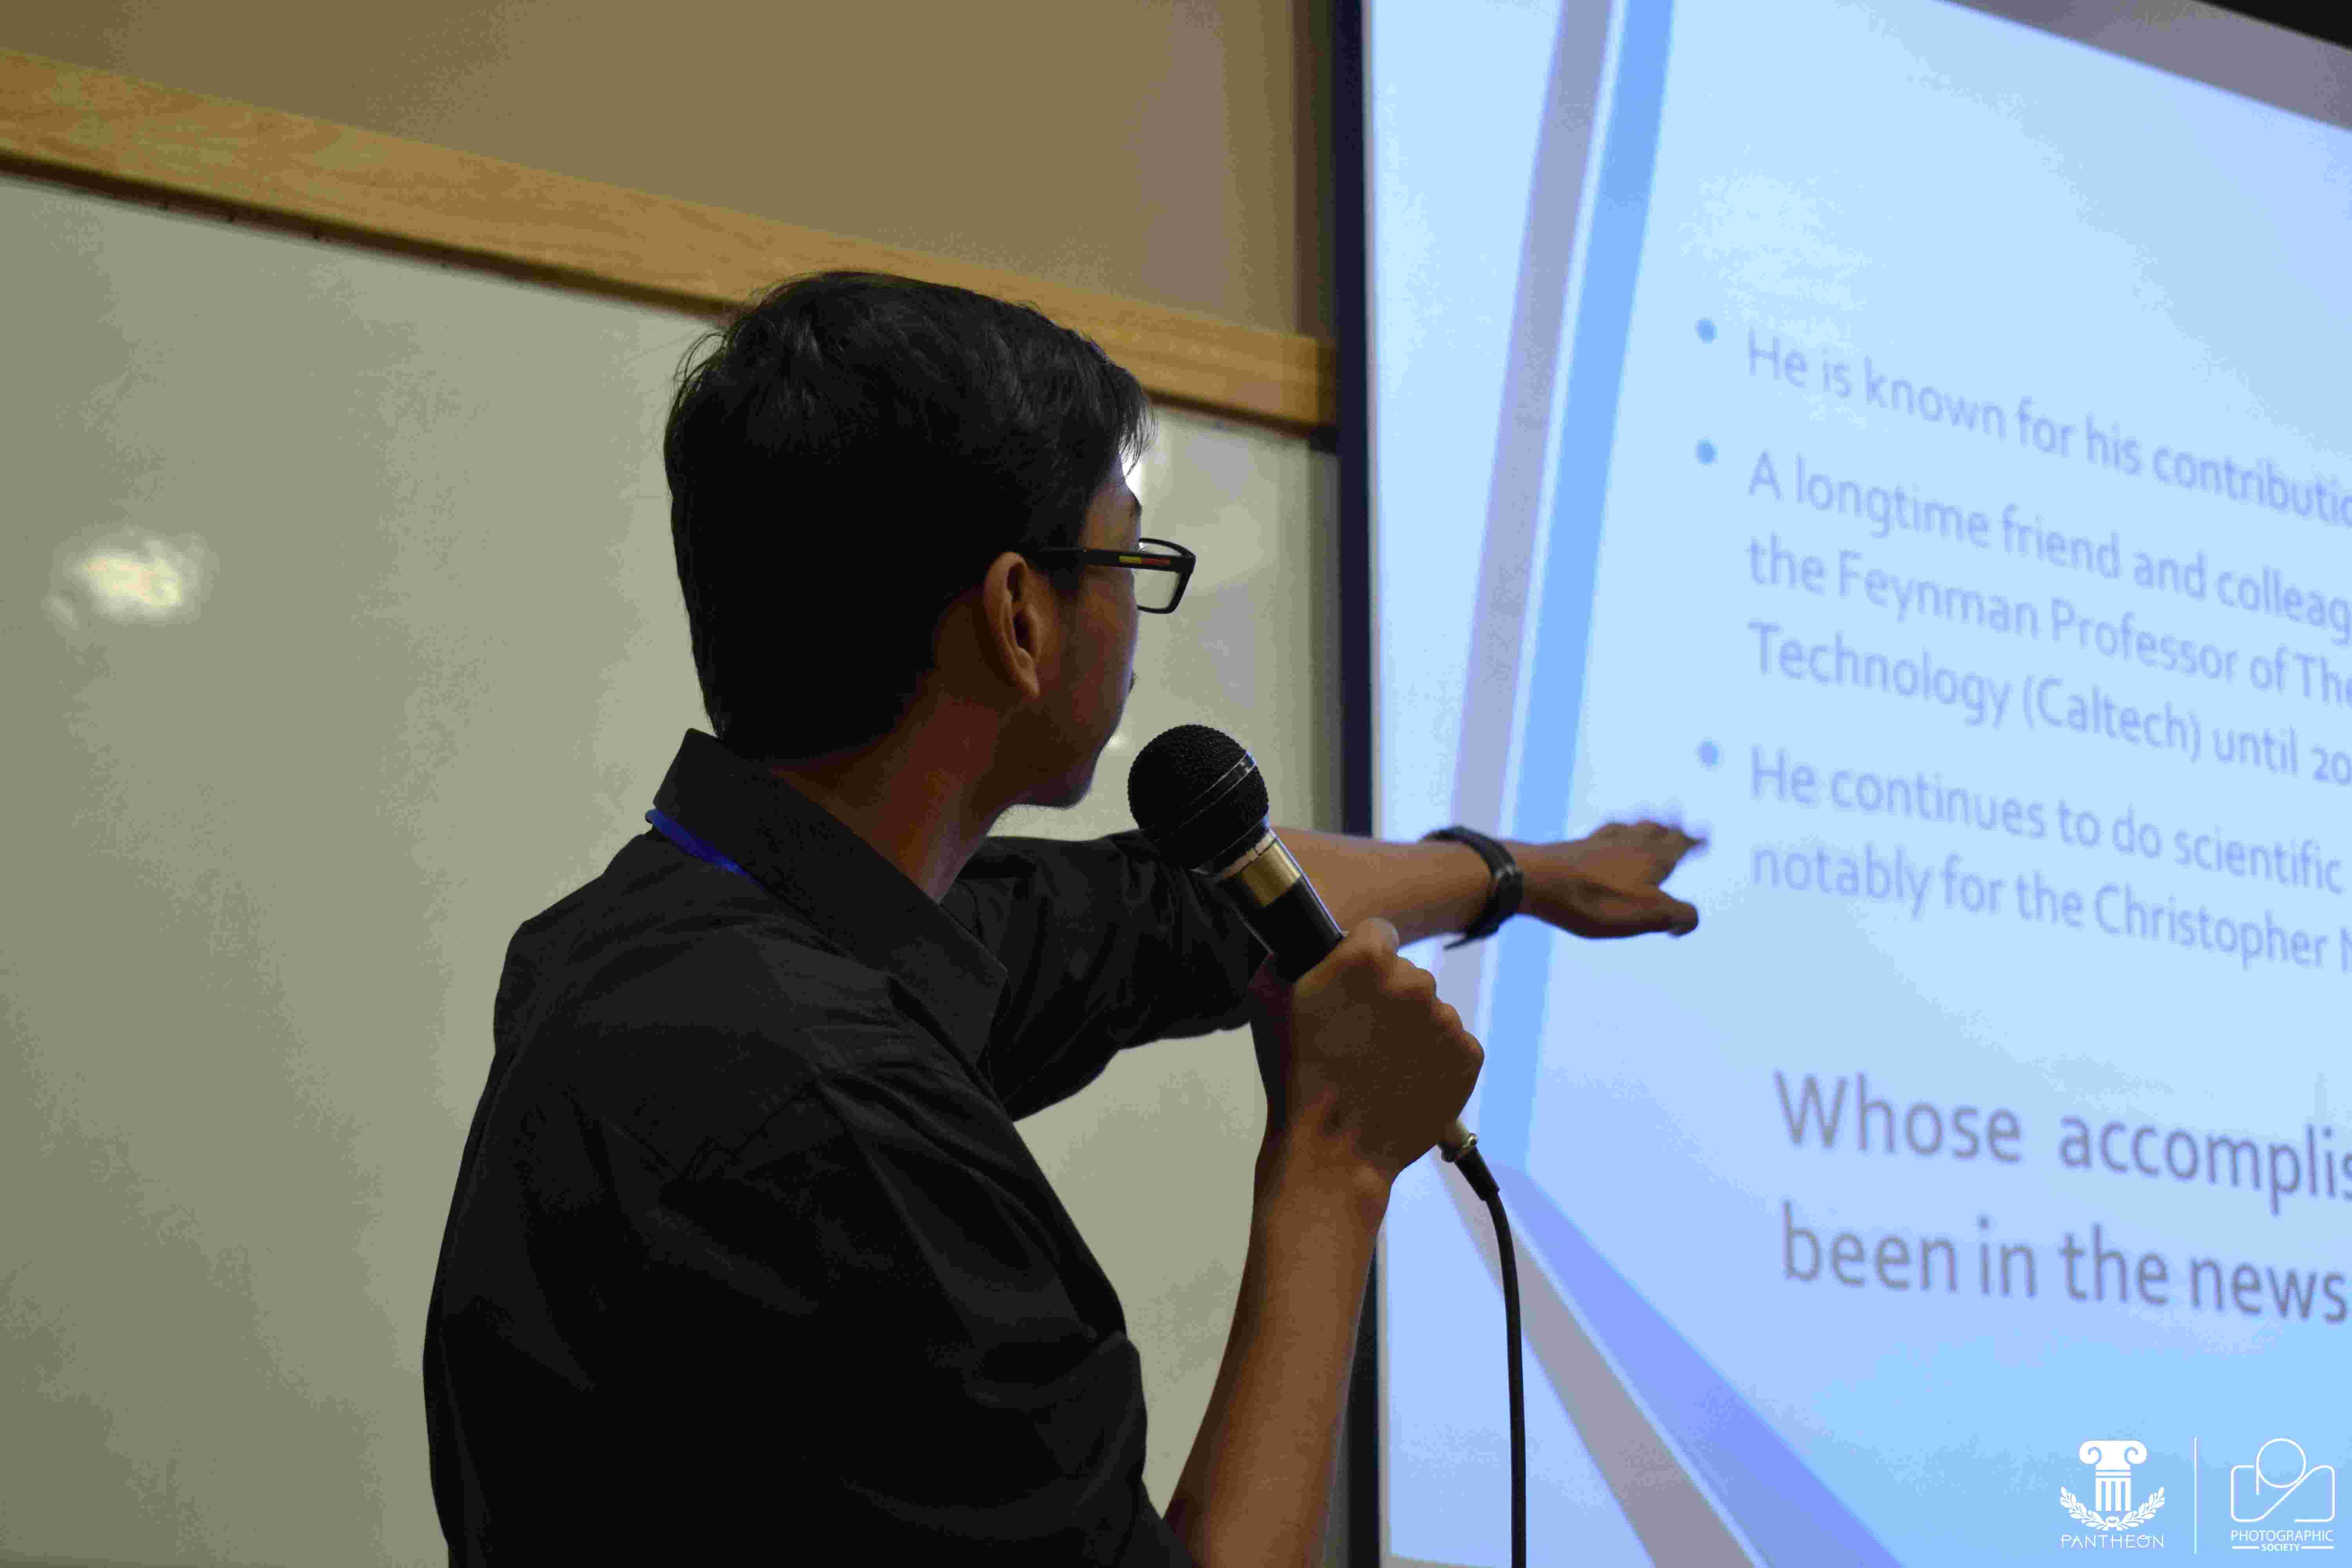 He is known for his contributio
A longtime friend and colleag
the Feynman Professor of The
Technology (Caltech) until 20
He continues to do scientific
notably for the Christopher N
Whose accomplis
been in the news
PANTHEON
PHOTOGRAPHIC
SOCIETY